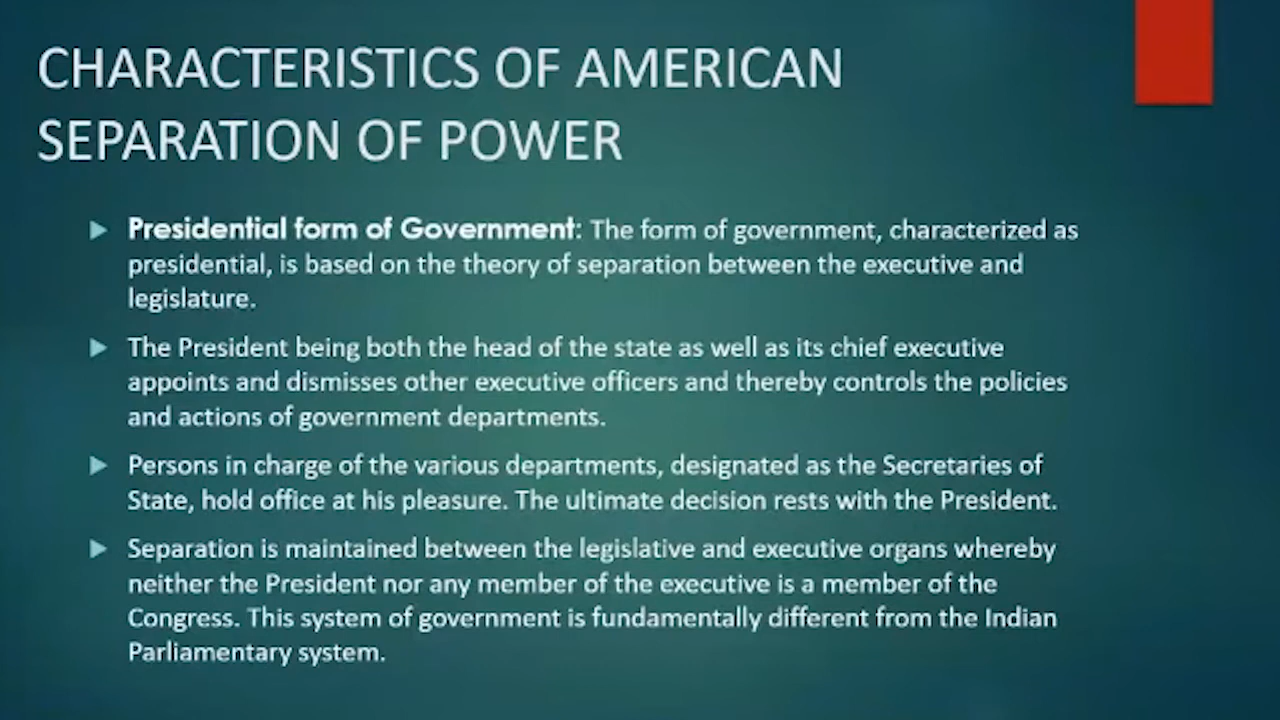 CHARACTERISTICS OF AMERICAN
SEPARATION OF POWER
Presidential form of Government: The form of government, characterized as
presidential, is based on the theory of separation between the executive and
legislature.
The President being both the head of the state as well as its chief executive
appoints and dismisses other executive officers and thereby controls the policies
and actions of government departments.
Persons in charge of the various departments, designated as the Secretaries of
State, hold office at his pleasure. The ultimate decision rests with the President.
Separation is maintained between the legislative and executive organs whereby
neither the President nor any member of the executive is a member of the
Congress. This system of government is fundamentally different from the Indian
Parliamentary system.